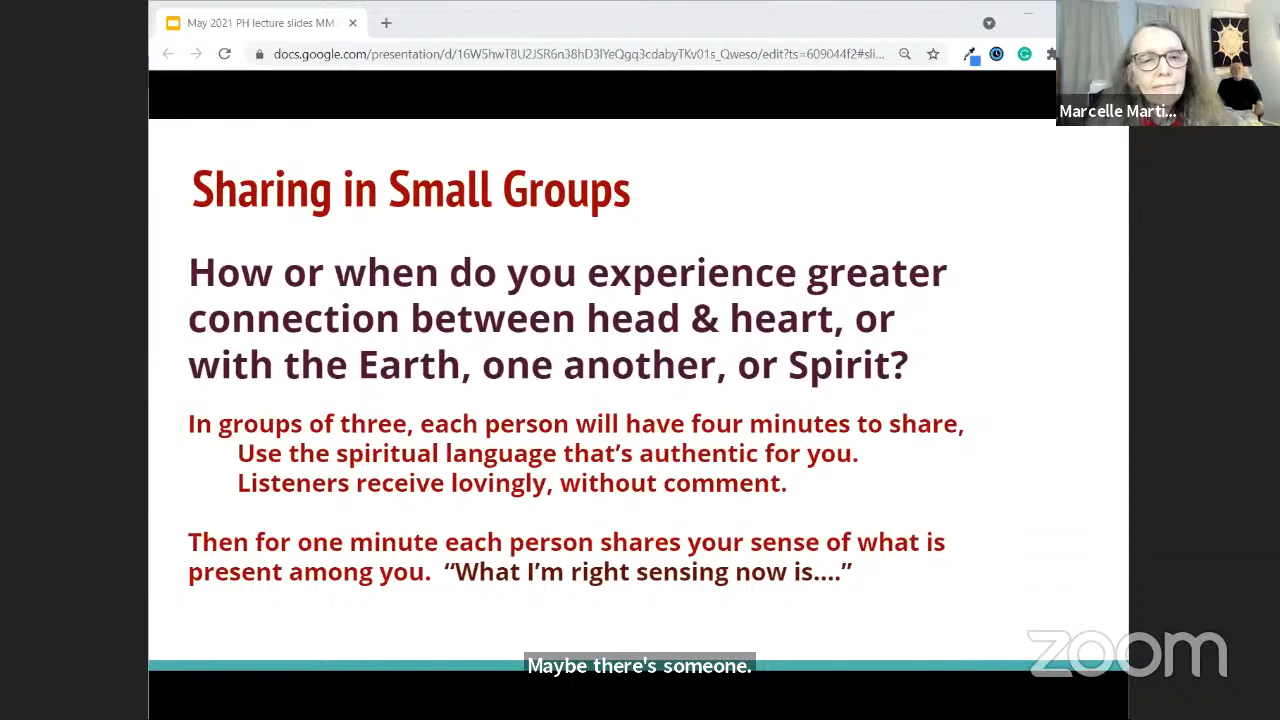 May 2021 PH lecture slides MM
docs.google.com/presentation/d/16W5hwT8U2JSR6n38hD3lYeQgq3cdabyTKv01s_Qweso/edit?ts=609044f2#sli...
Marcelle Marti...
Sharing in Small Groups
How or when do you experience greater
connection between head & heart, or
with the Earth, one another, or Spirit?
In groups of three, each person will have four minutes to share,
Use the spiritual language that's authentic for you.
Listeners receive lovingly, without comment.
Then for one minute each person shares your sense of what is
present among you. “What I'm right sensing now is....”
zoom
Maybe there's someone.